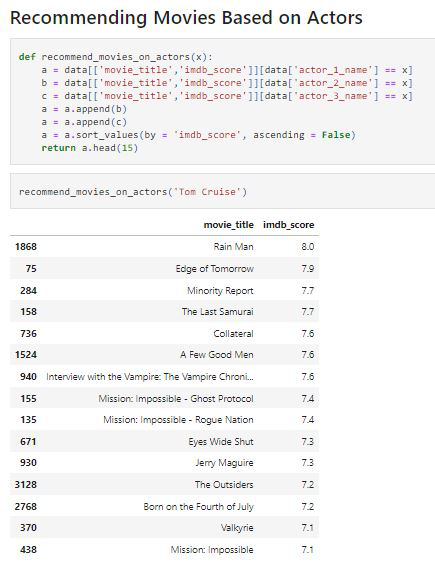 Recommending Movies Based on Actors
def recommend_movies_on_actors(x):
    a = data[['movie_title','imdb_score']][data['actor_1_name'] == x]
    b = data[['movie_title','imdb_score']][data['actor_2_name'] == x]
    c = data[['movie_title','imdb_score']][data['actor_3_name'] == x]
    a = a.append(b)
    a = a.append(c)
    a = a.sort_values(by = 'imdb_score', ascending = False)
    return a.head(15)
recommend_movies_on_actors('Tom Cruise')
movie_title imdb_score
1868 Rain Man 8.0
75 Edge of Tomorrow 7.9
284 Minority Report 7.7
158 The Last Samurai 7.7
736 Collateral 7.6
1524 A Few Good Men 7.6
940 Interview with the Vampire: The Vampire Chroni... 7.6
155 Mission: Impossible - Ghost Protocol 7.4
135 Mission: Impossible - Rogue Nation 7.4
671 Eyes Wide Shut 7.3
930 Jerry Maguire 7.3
3128 The Outsiders 7.2
2768 Born on the Fourth of July 7.2
370 Valkyrie 7.1
438 Mission: Impossible 7.1